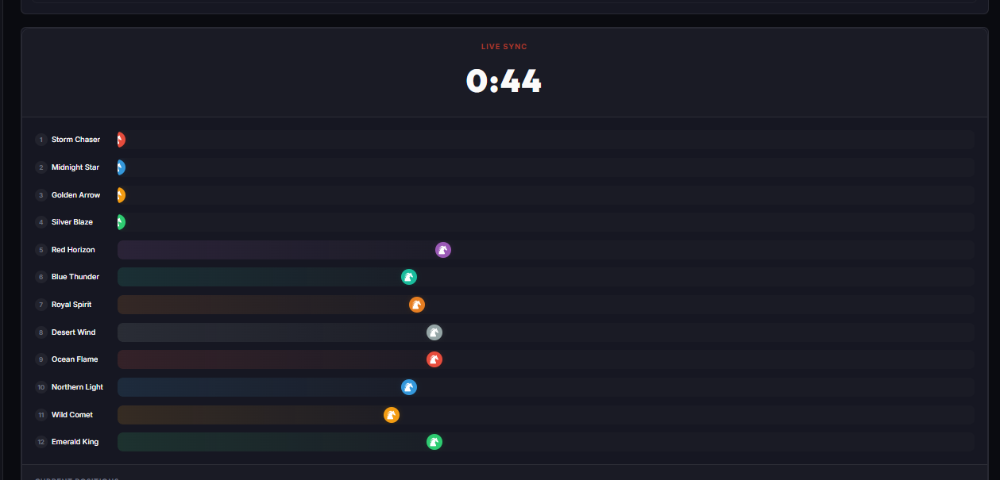 LIVE SYNC
0:44
1 Storm Chaser
2 Midnight Star
3 Golden Arrow
4 Silver Blaze
5 Red Horizon
6 Blue Thunder
7 Royal Spirit
8 Desert Wind
9 Ocean Flame
10 Northern Light
11 Wild Comet
12 Emerald King
CURRENT POSITIONS